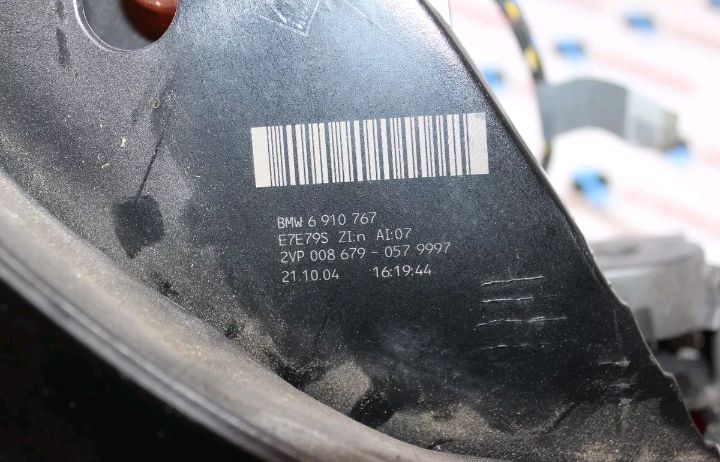 BMW 6 910 767
E7E79S ZI:n AI:07
2VP 008 679 - 057 9997
21.10.04 16:19:44